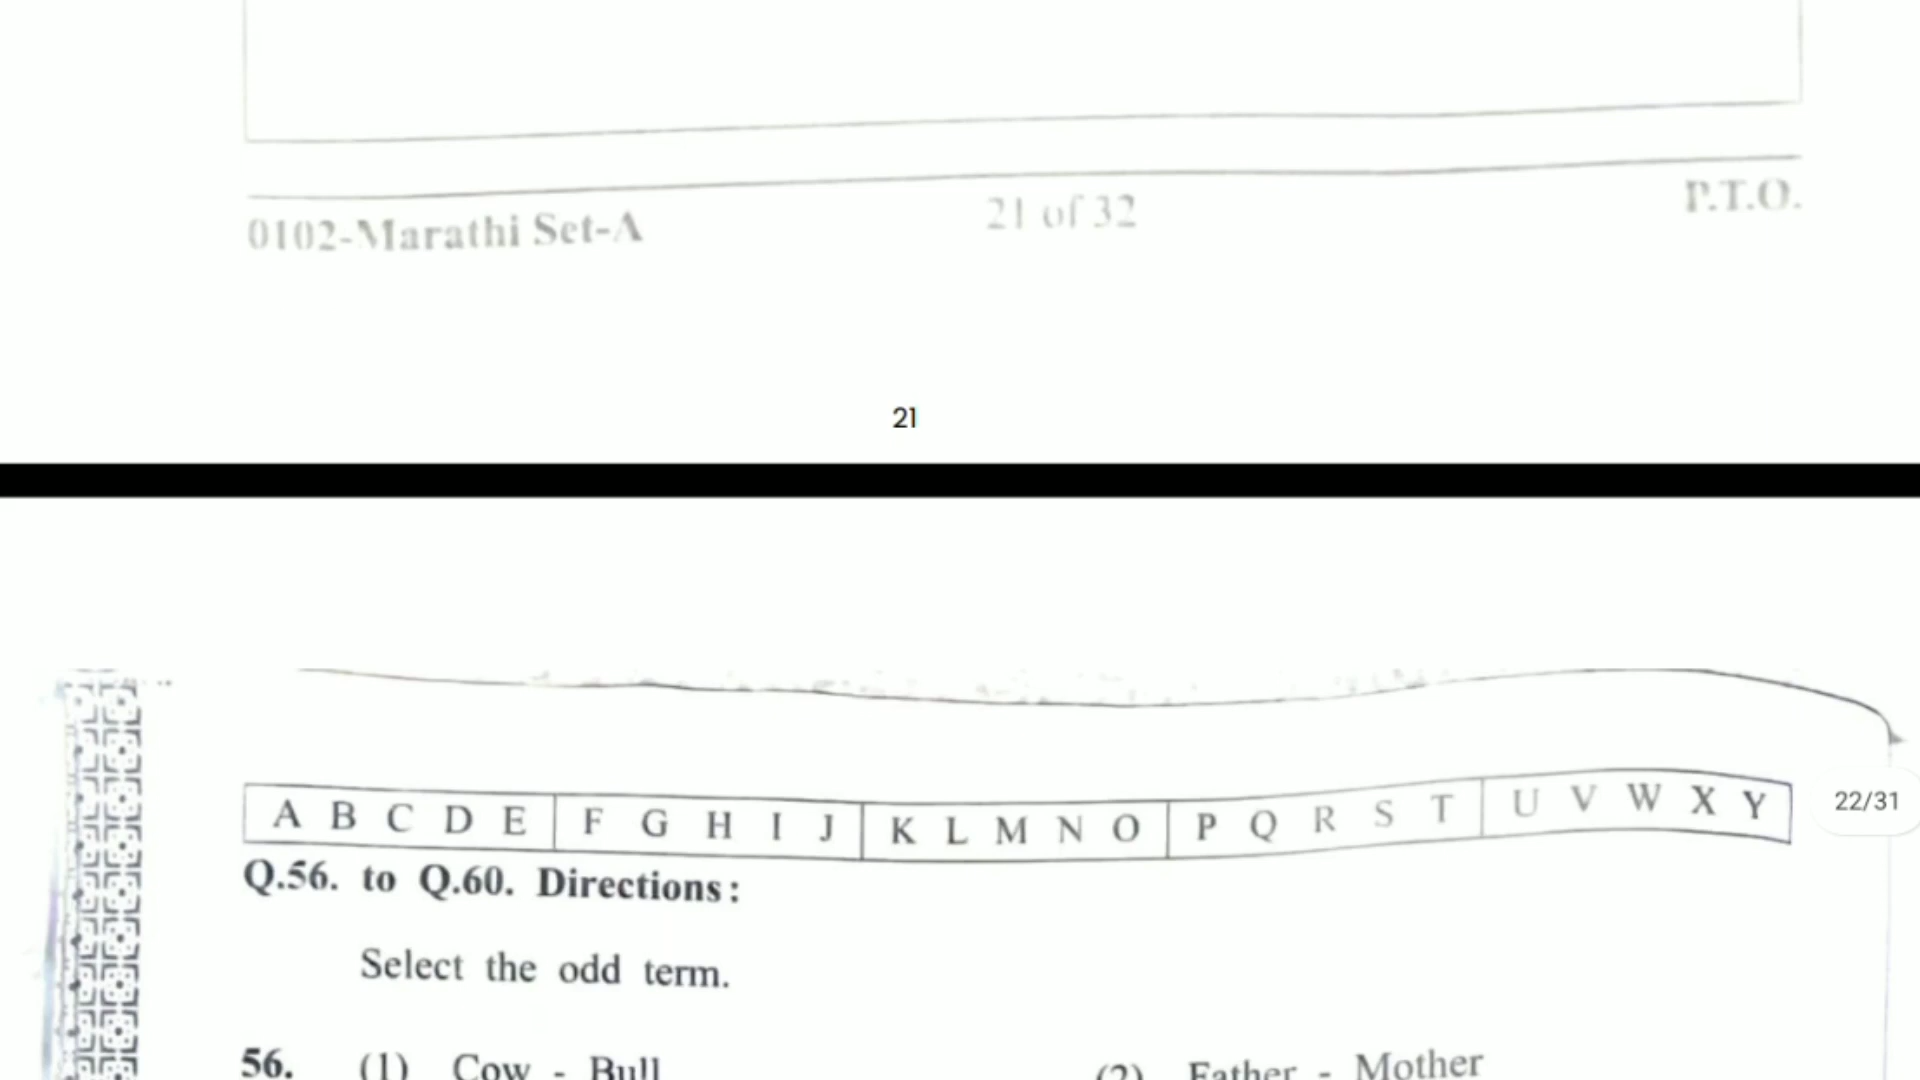 0102-Marathi Set-A 21 of 32 P.T.O.
21
22/31
A B C D E F G H I J K L M N O P Q R S T U V W X Y
Q.56. to Q.60. Directions:
Select the odd term.
56. (1) Cow - Bull (2) Father - Mother